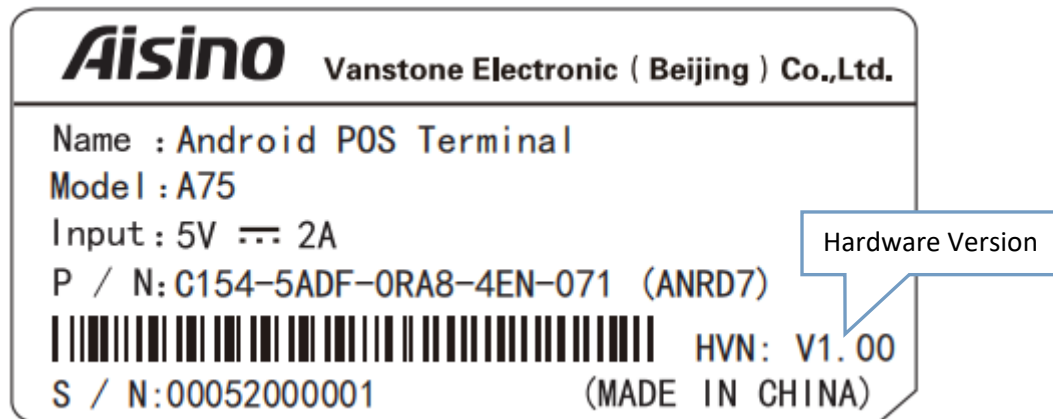 Aisino Vanstone Electronic ( Beijing ) Co.,Ltd.
Name : Android POS Terminal
Model : A75
Input : 5V ⎓ 2A
Hardware Version
P / N: C154-5ADF-0RA8-4EN-071 (ANRD7)
HVN: V1.00
S / N:00052000001 (MADE IN CHINA)